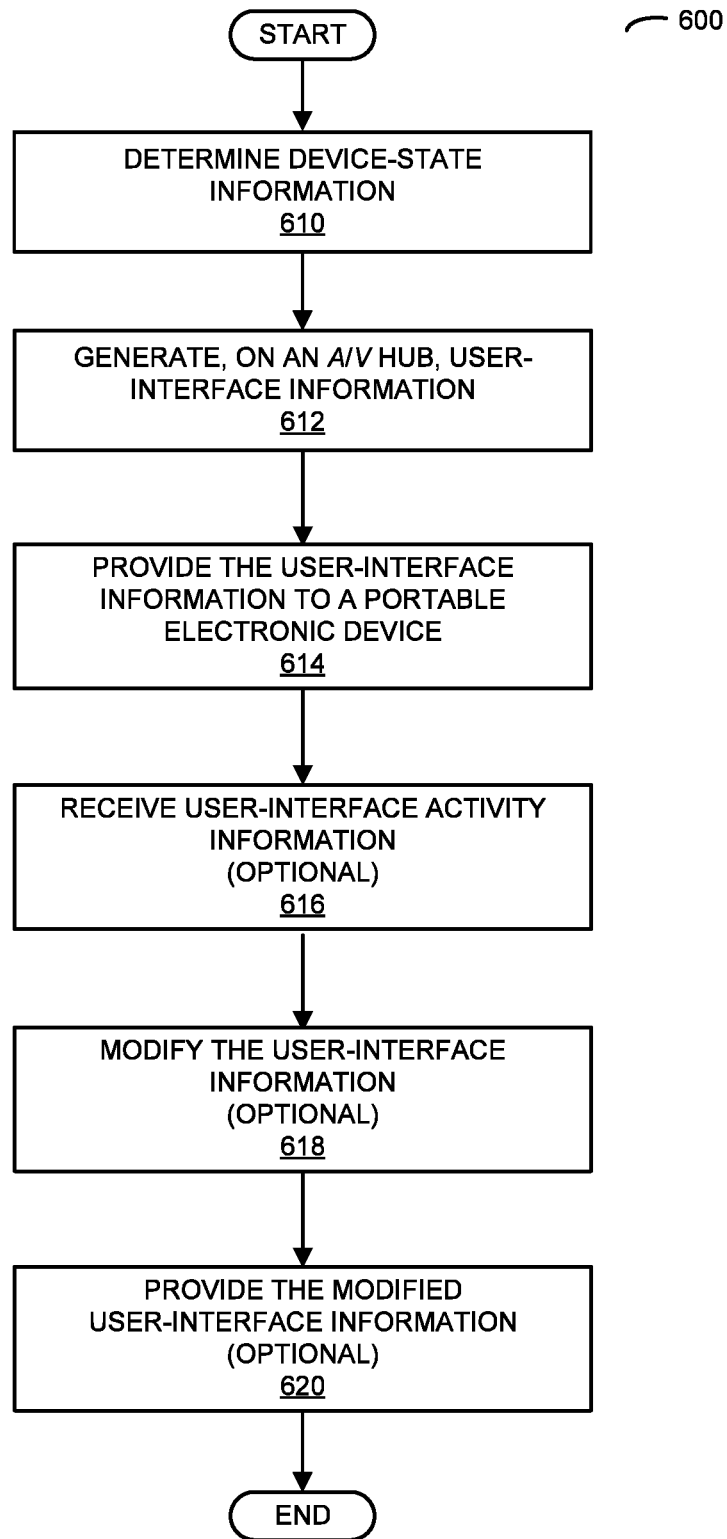 START
600
DETERMINE DEVICE-STATE
INFORMATION
610
GENERATE, ON AN A/V HUB, USER-
INTERFACE INFORMATION
612
PROVIDE THE USER-INTERFACE
INFORMATION TO A PORTABLE
ELECTRONIC DEVICE
614
RECEIVE USER-INTERFACE ACTIVITY
INFORMATION
(OPTIONAL)
616
MODIFY THE USER-INTERFACE
INFORMATION
(OPTIONAL)
618
PROVIDE THE MODIFIED
USER-INTERFACE INFORMATION
(OPTIONAL)
620
END